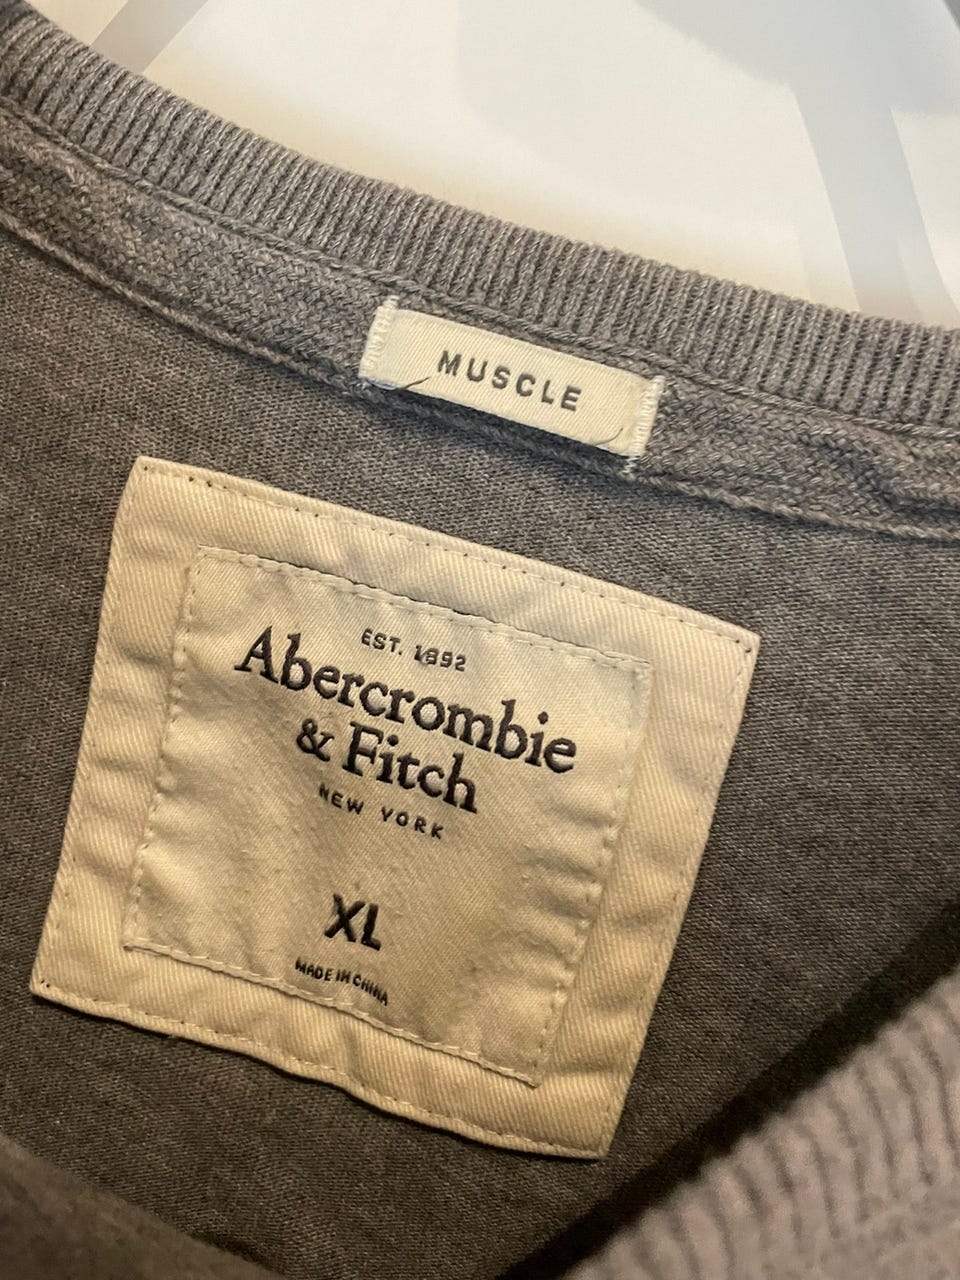 MUSCLE
EST. 1892
Abercrombie
& Fitch
NEW YORK
XL
MADE IN CHINA